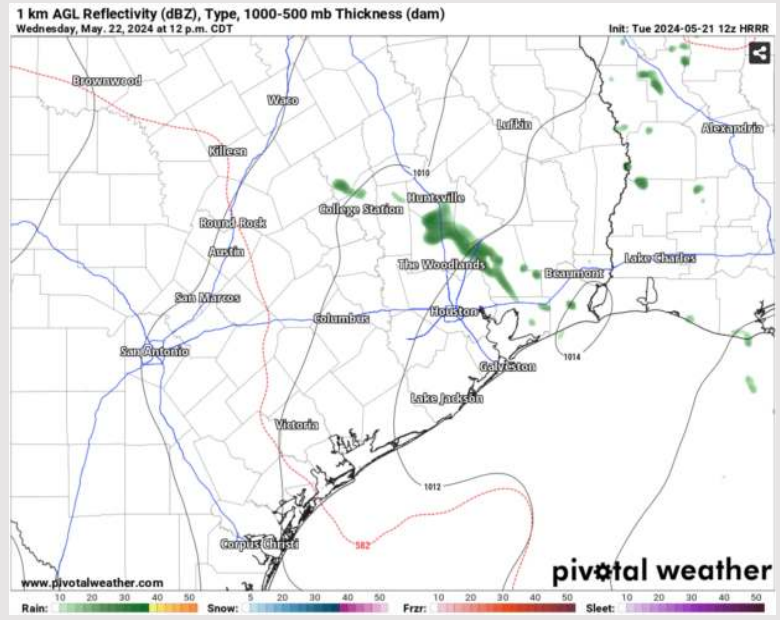 1 km AGL Reflectivity (dBZ), Type, 1000-500 mb Thickness (dam)
Wednesday, May. 22, 2024 at 12 p.m. CDT Init: Tue 2024-05-21 12z HRRR
Brownwood
Waco
Lufkin
Alexandria
Killeen
1010
Huntsville
College Station
Round Rock
Austin
The Woodlands
Lake Charles
Beaumont
San Marcos
Houston
Columbus
San Antonio
1014
Galveston
Lake Jackson
Victoria
1012
582
Corpus Christi
pivotal weather
www.pivotalweather.com
Rain: 10 20 30 40 50 Snow: 5 20 30 40 50 Frzr: 10 20 30 40 50 Sleet: 10 20 30 40 50